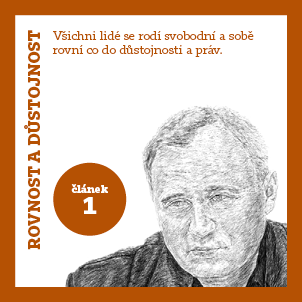 ROVNOST A DŮSTOJNOST
Všichni lidé se rodí svobodní a sobě
rovní co do důstojnosti a práv.
článek
1